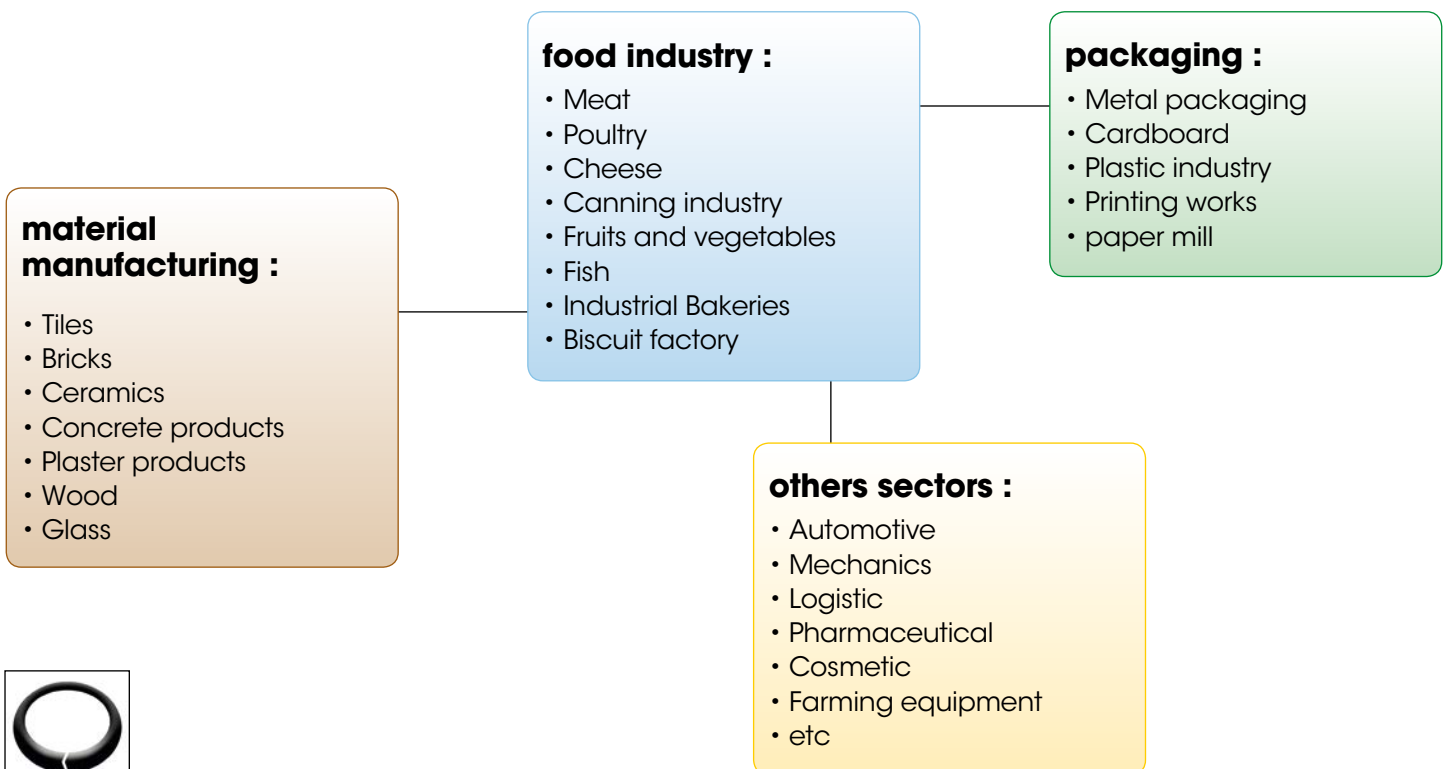 food industry :
• Meat
• Poultry
• Cheese
• Canning industry
• Fruits and vegetables
• Fish
• Industrial Bakeries
• Biscuit factory
packaging :
• Metal packaging
• Cardboard
• Plastic industry
• Printing works
• paper mill
material
manufacturing :
• Tiles
• Bricks
• Ceramics
• Concrete products
• Plaster products
• Wood
• Glass
others sectors :
• Automotive
• Mechanics
• Logistic
• Pharmaceutical
• Cosmetic
• Farming equipment
• etc